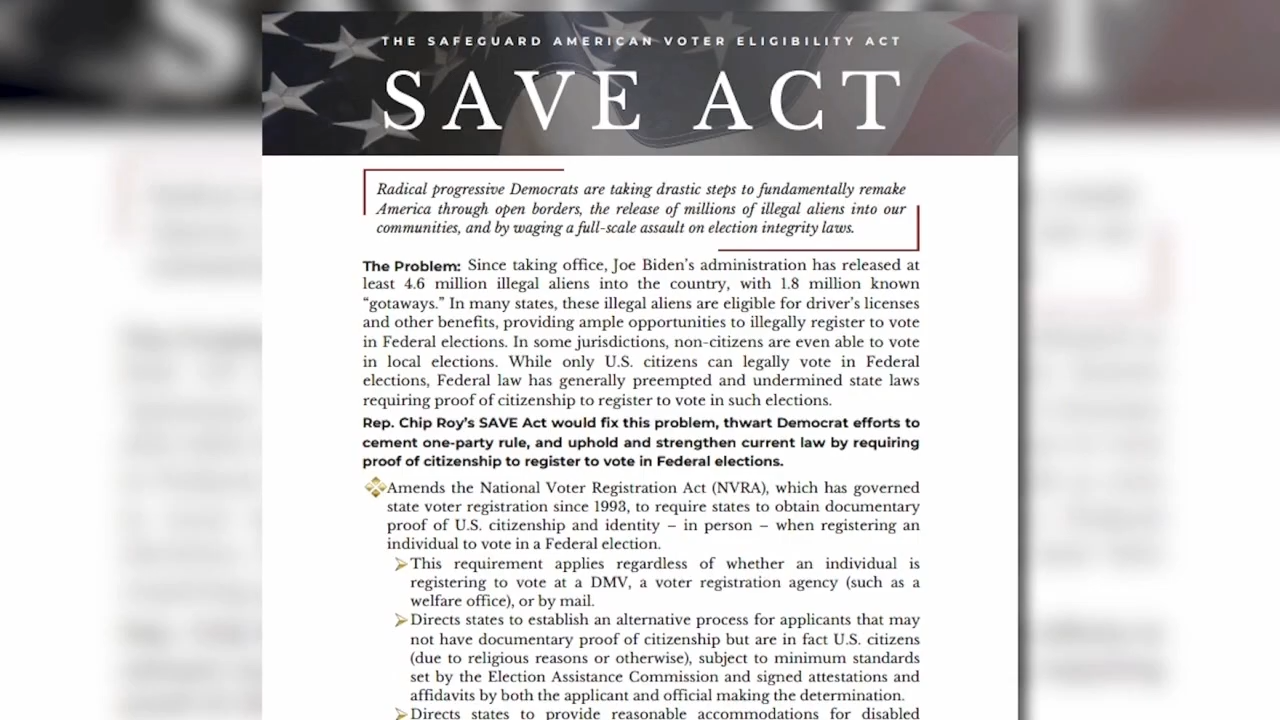 THE SAFEGUARD AMERICAN VOTER ELIGIBILITY ACT
SAVE ACT
Radical progressive Democrats are taking drastic steps to fundamentally remake
America through open borders, the release of millions of illegal aliens into our
communities, and by waging a full-scale assault on election integrity laws.
The Problem: Since taking office, Joe Biden's administration has released at
least 4.6 million illegal aliens into the country, with 1.8 million known
“gotaways.” In many states, these illegal aliens are eligible for driver's licenses
and other benefits, providing ample opportunities to illegally register to vote
in Federal elections. In some jurisdictions, non-citizens are even able to vote
in local elections. While only U.S. citizens can legally vote in Federal
elections, Federal law has generally preempted and undermined state laws
requiring proof of citizenship to register to vote in such elections.
Rep. Chip Roy's SAVE Act would fix this problem, thwart Democrat efforts to
cement one-party rule, and uphold and strengthen current law by requiring
proof of citizenship to register to vote in Federal elections.
Amends the National Voter Registration Act (NVRA), which has governed
state voter registration since 1993, to require states to obtain documentary
proof of U.S. citizenship and identity – in person – when registering an
individual to vote in a Federal election.
This requirement applies regardless of whether an individual is
registering to vote at a DMV, a voter registration agency (such as a
welfare office), or by mail.
Directs states to establish an alternative process for applicants that may
not have documentary proof of citizenship but are in fact U.S. citizens
(due to religious reasons or otherwise), subject to minimum standards
set by the Election Assistance Commission and signed attestations and
affidavits by both the applicant and official making the determination.
Directs states to provide reasonable accommodations for disabled